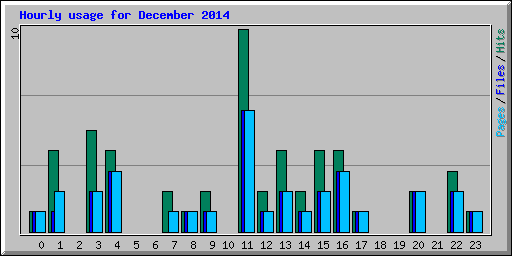 Hourly usage for December 2014
10
Pages/Files/Hits
0 1 2 3 4 5 6 7 8 9 10 11 12 13 14 15 16 17 18 19 20 21 22 23